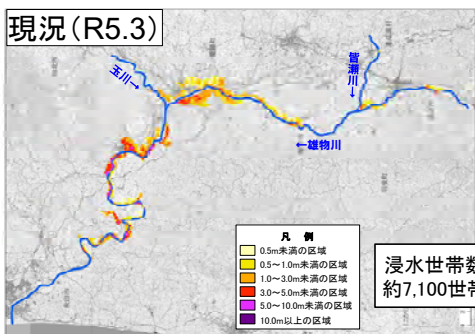 現況(R5.3)
玉川→
皆瀬川→
←雄物川
凡 例
0.5m未満の区域
0.5~1.0m未満の区域
1.0~3.0m未満の区域
3.0~5.0m未満の区域
5.0~10.0m未満の区域
10.0m以上の区域
浸水世帯数
約7,100世帯